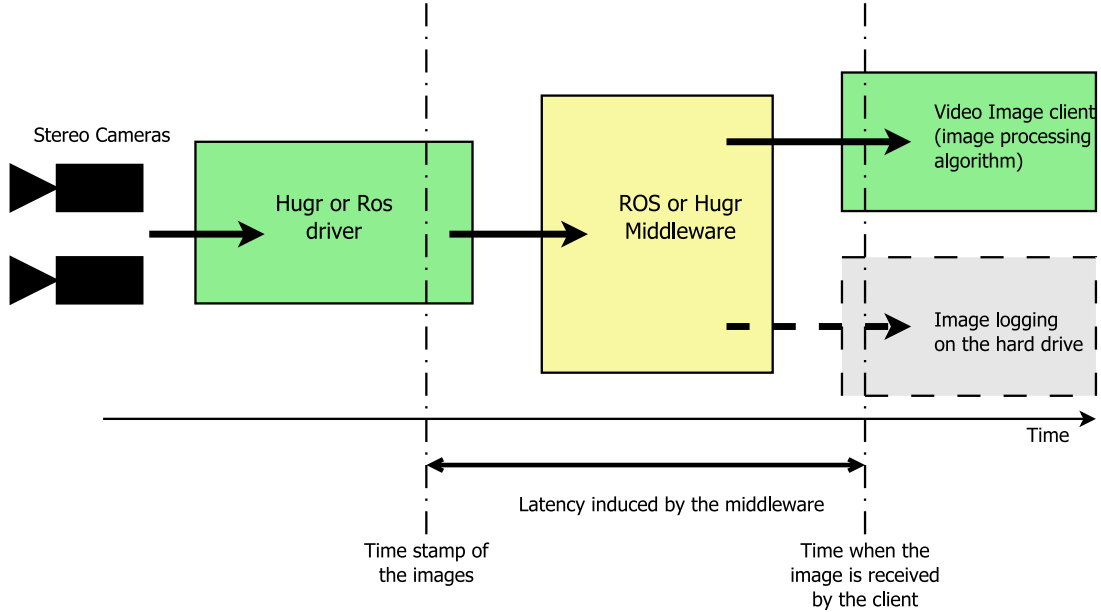 Stereo Cameras
Hugr or Ros
driver
ROS or Hugr
Middleware
Video Image client
(image processing
algorithm)
Image logging
on the hard drive
Time
Latency induced by the middleware
Time stamp of
the images
Time when the
image is received
by the client